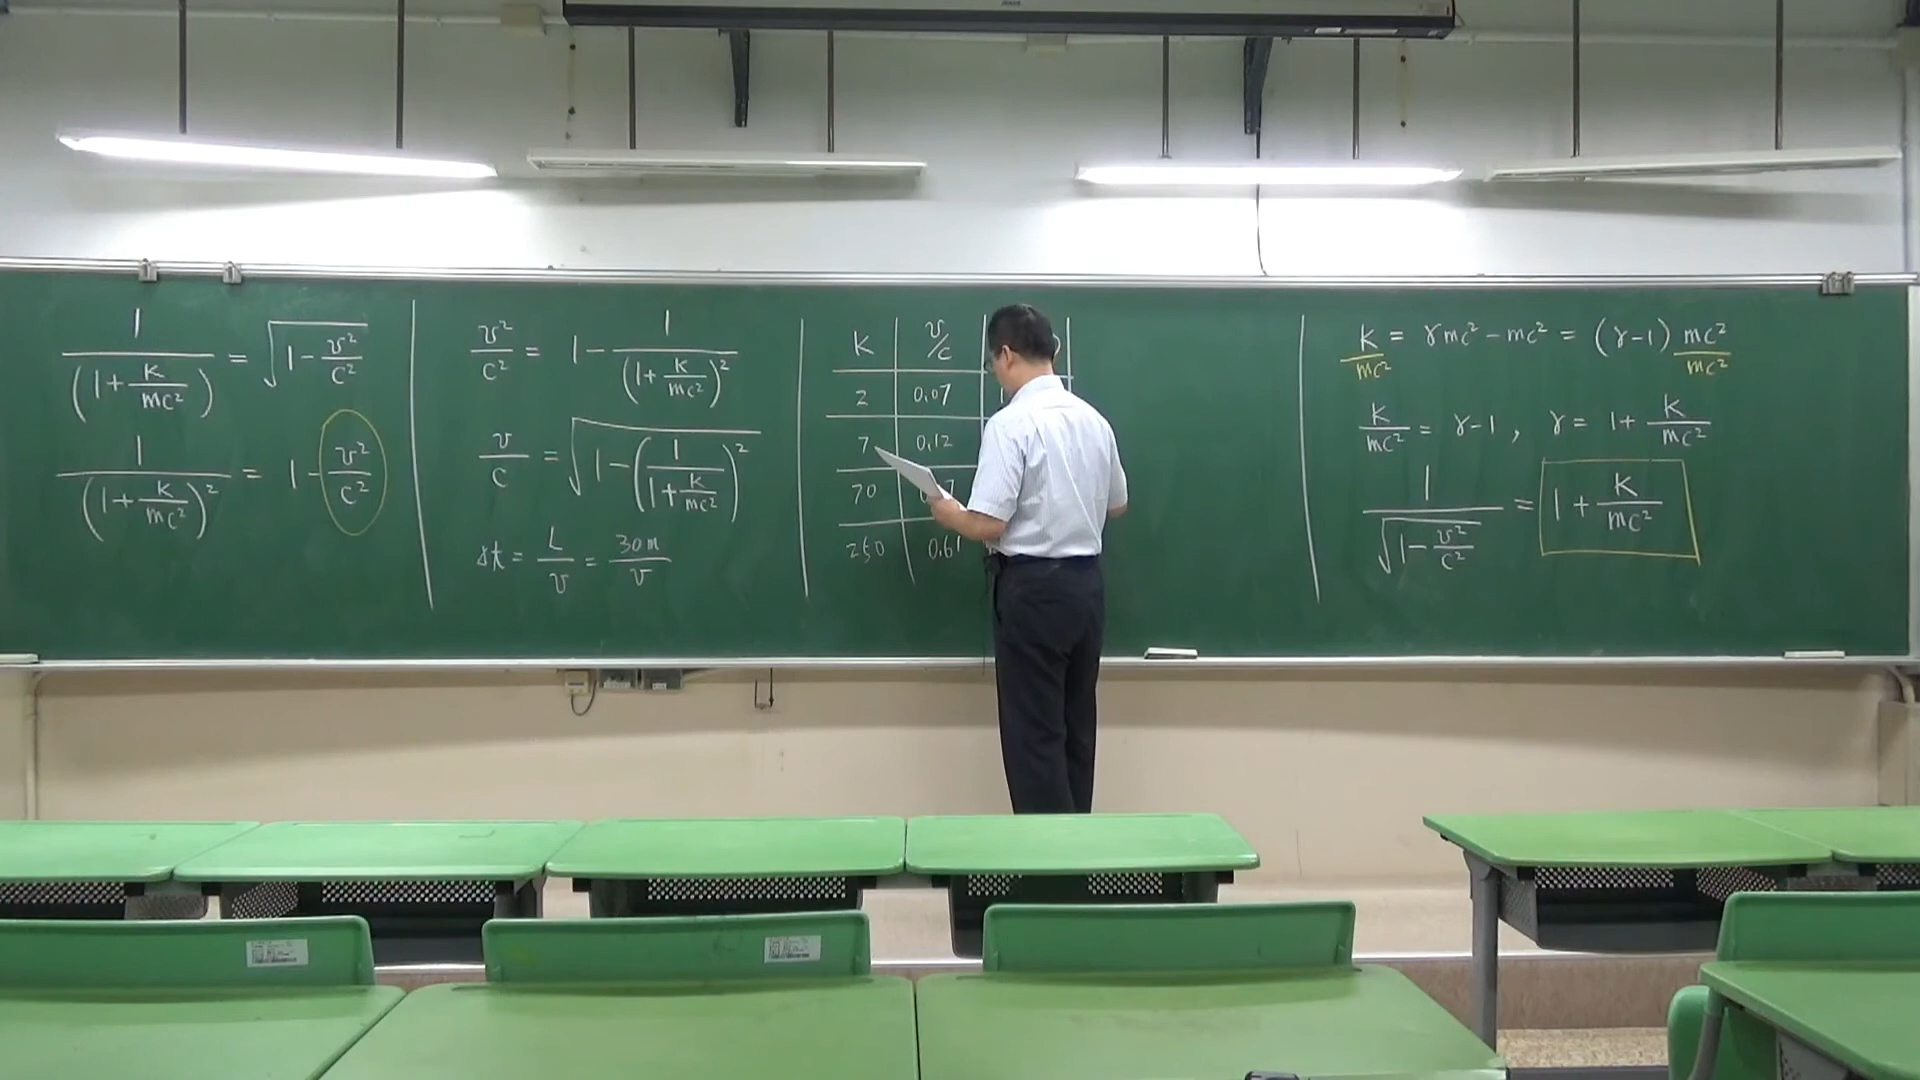 1/(1+K/mc²) = √(1-v²/c²)
1/(1+K/mc²)² = 1-v²/c²
v²/c² = 1-1/(1+K/mc²)²
v/c = √(1-(1/(1+K/mc²))²)
Δt = L/v = 30m/v
K v/c
2 0.07
7 0.12
70
250 0.61
K/mc² = γmc²-mc² = (γ-1) mc²/mc²
K/mc² = γ-1, γ = 1+K/mc²
1/√(1-v²/c²) = 1+K/mc²